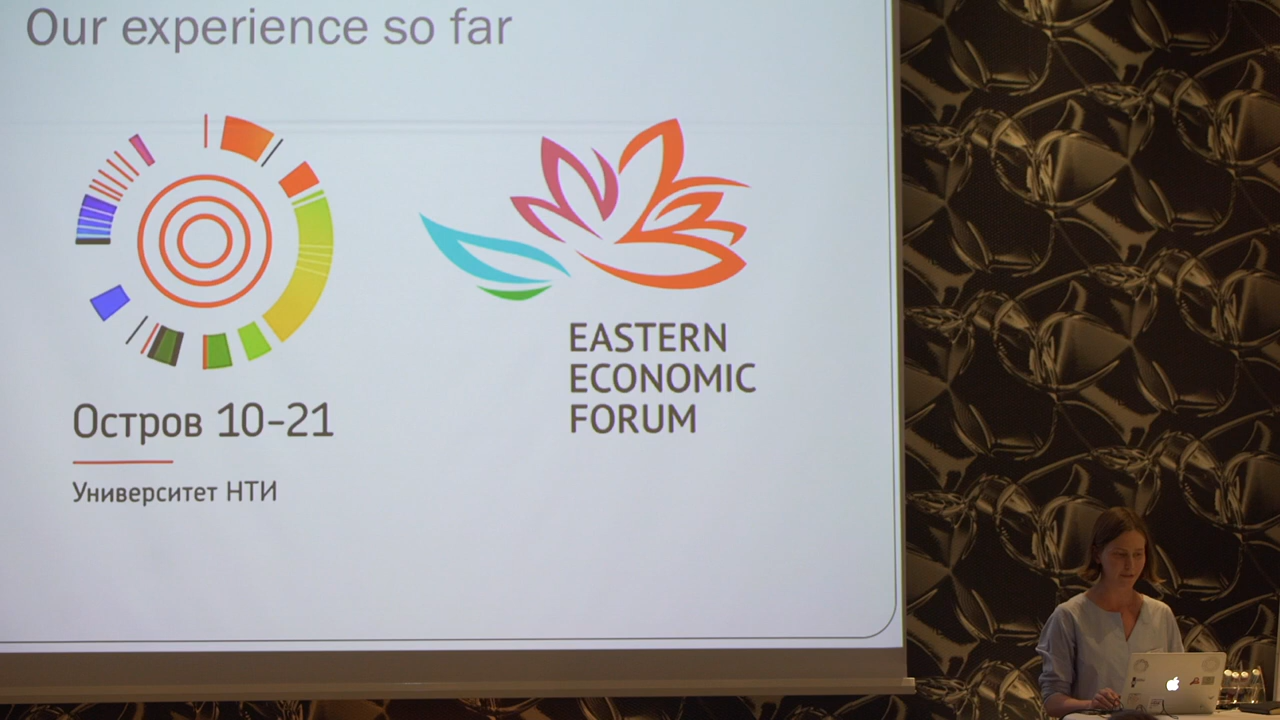 Our experience so far
Остров 10-21
Университет НТИ
EASTERN
ECONOMIC
FORUM